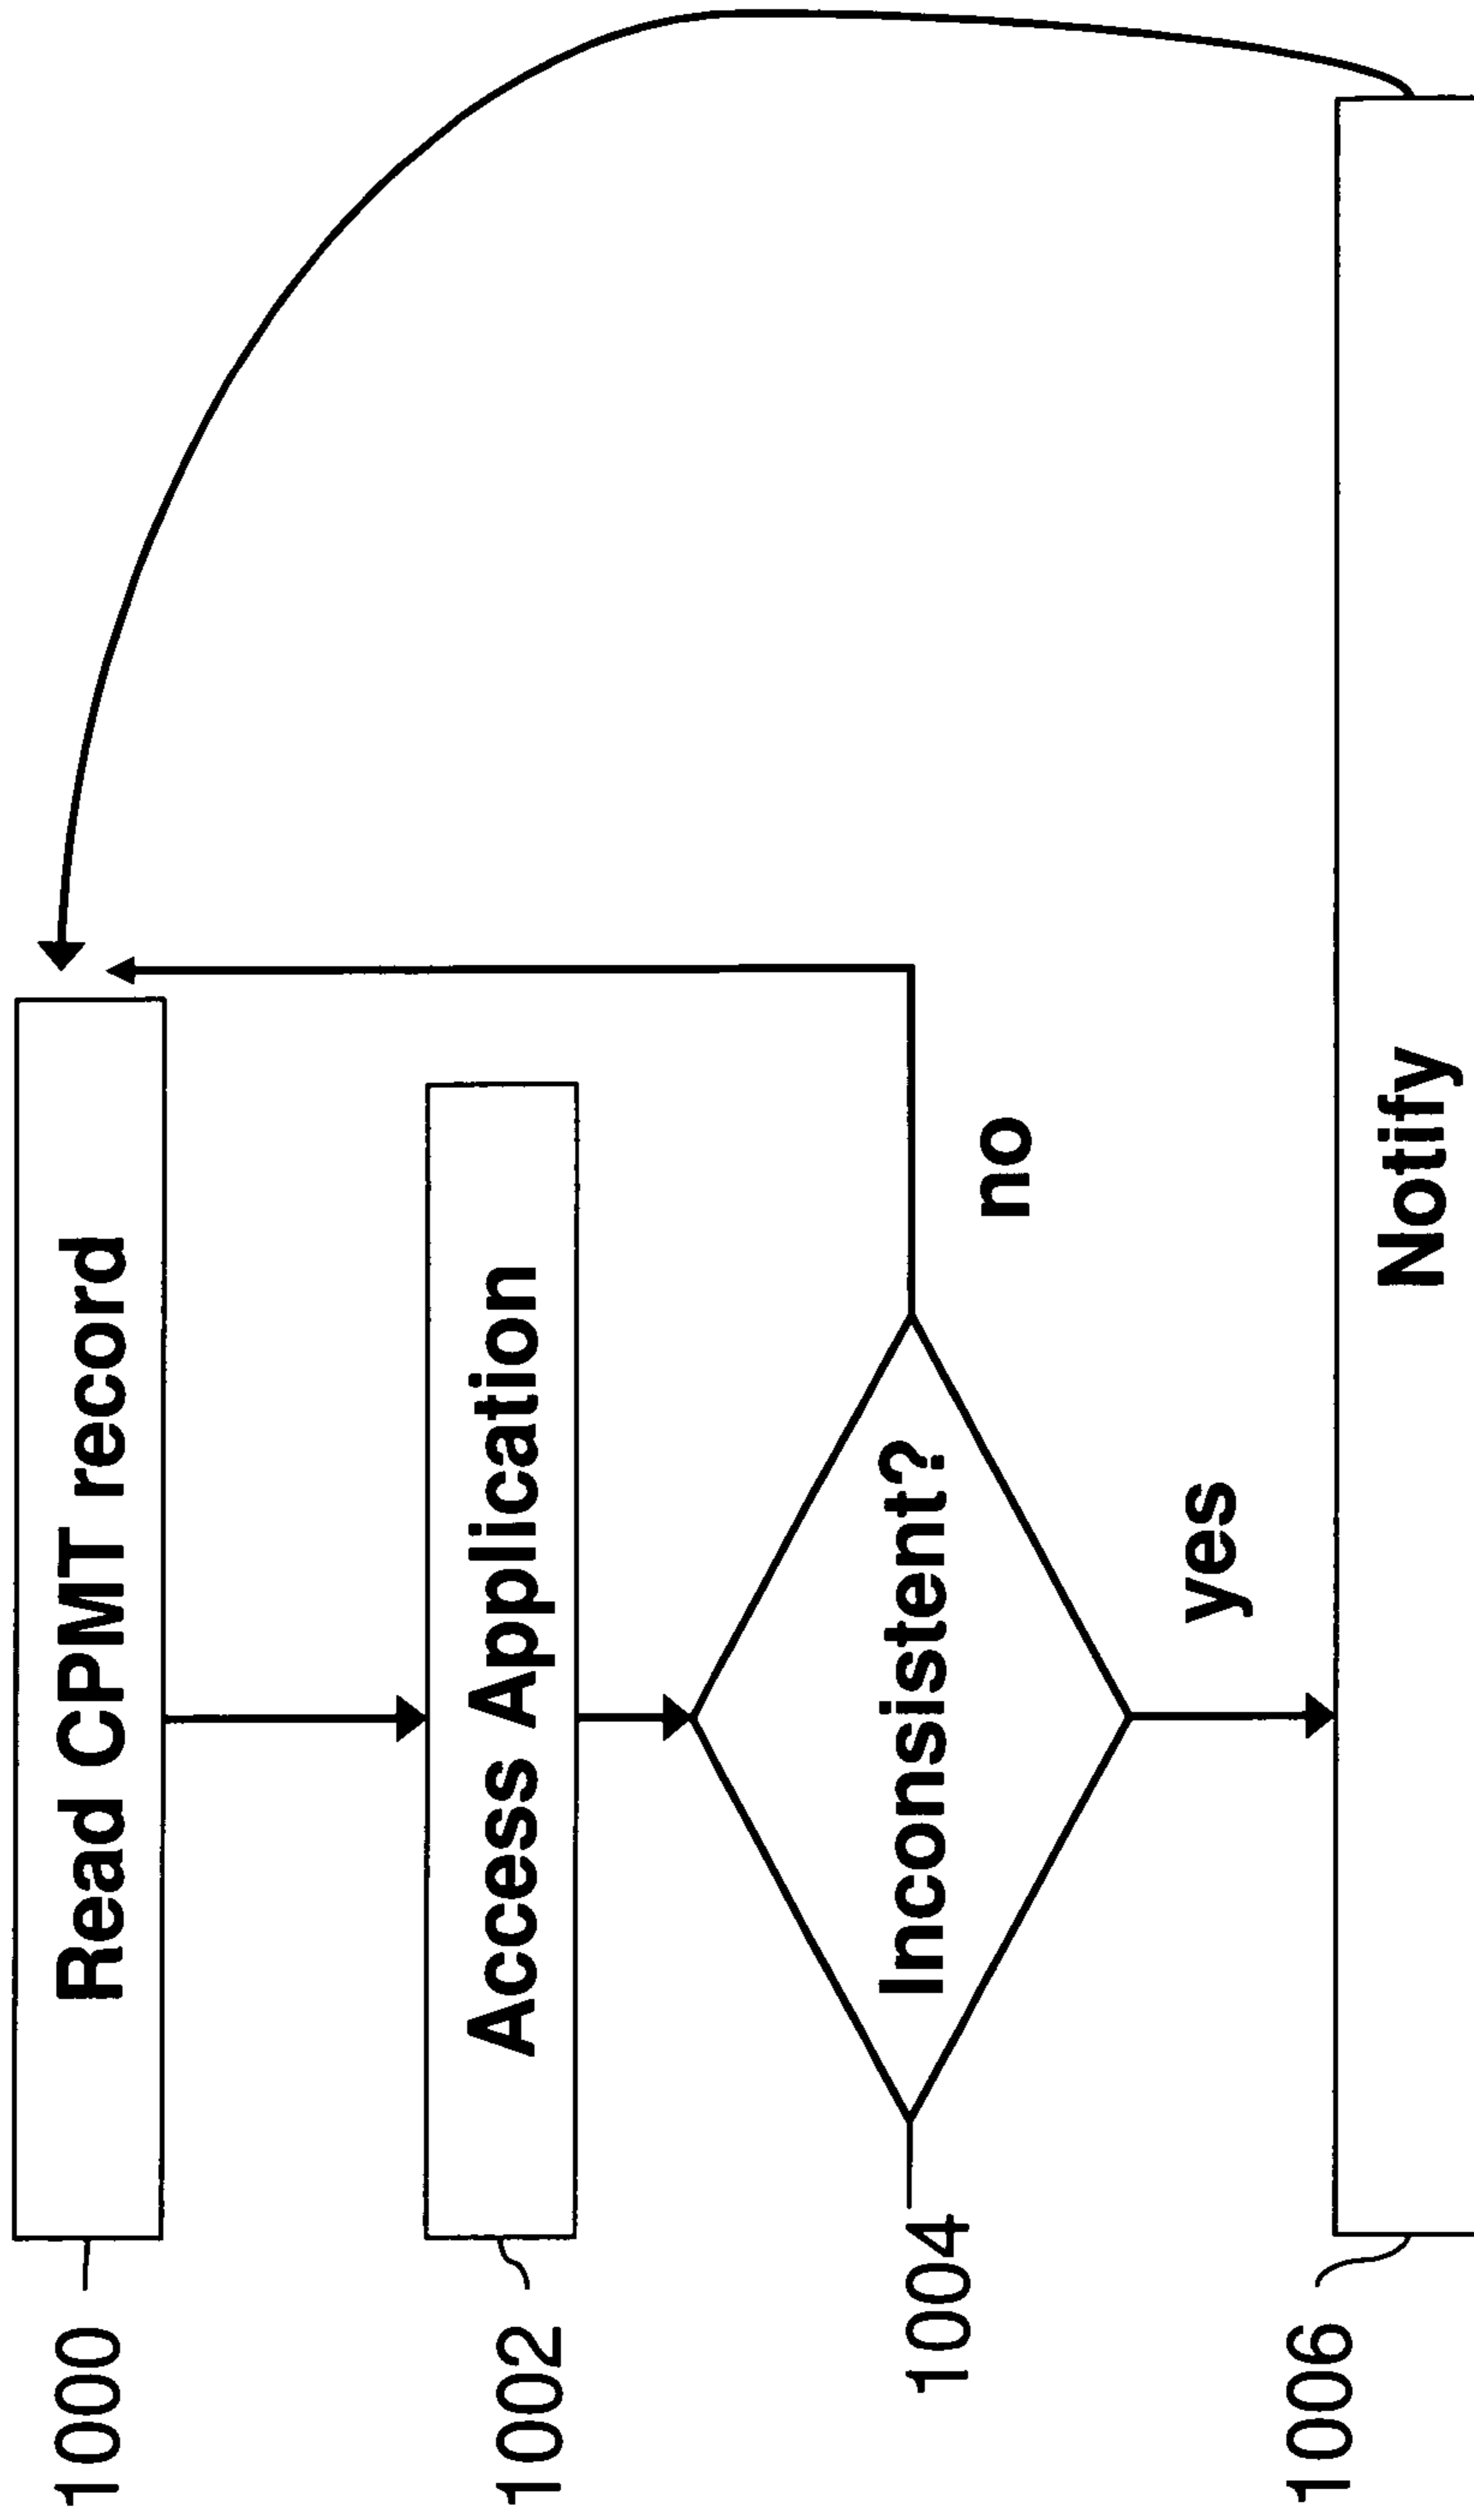 1000
Read CPMT record
1002
Access Application
1004
Inconsistent?
no
yes
1006
Notify